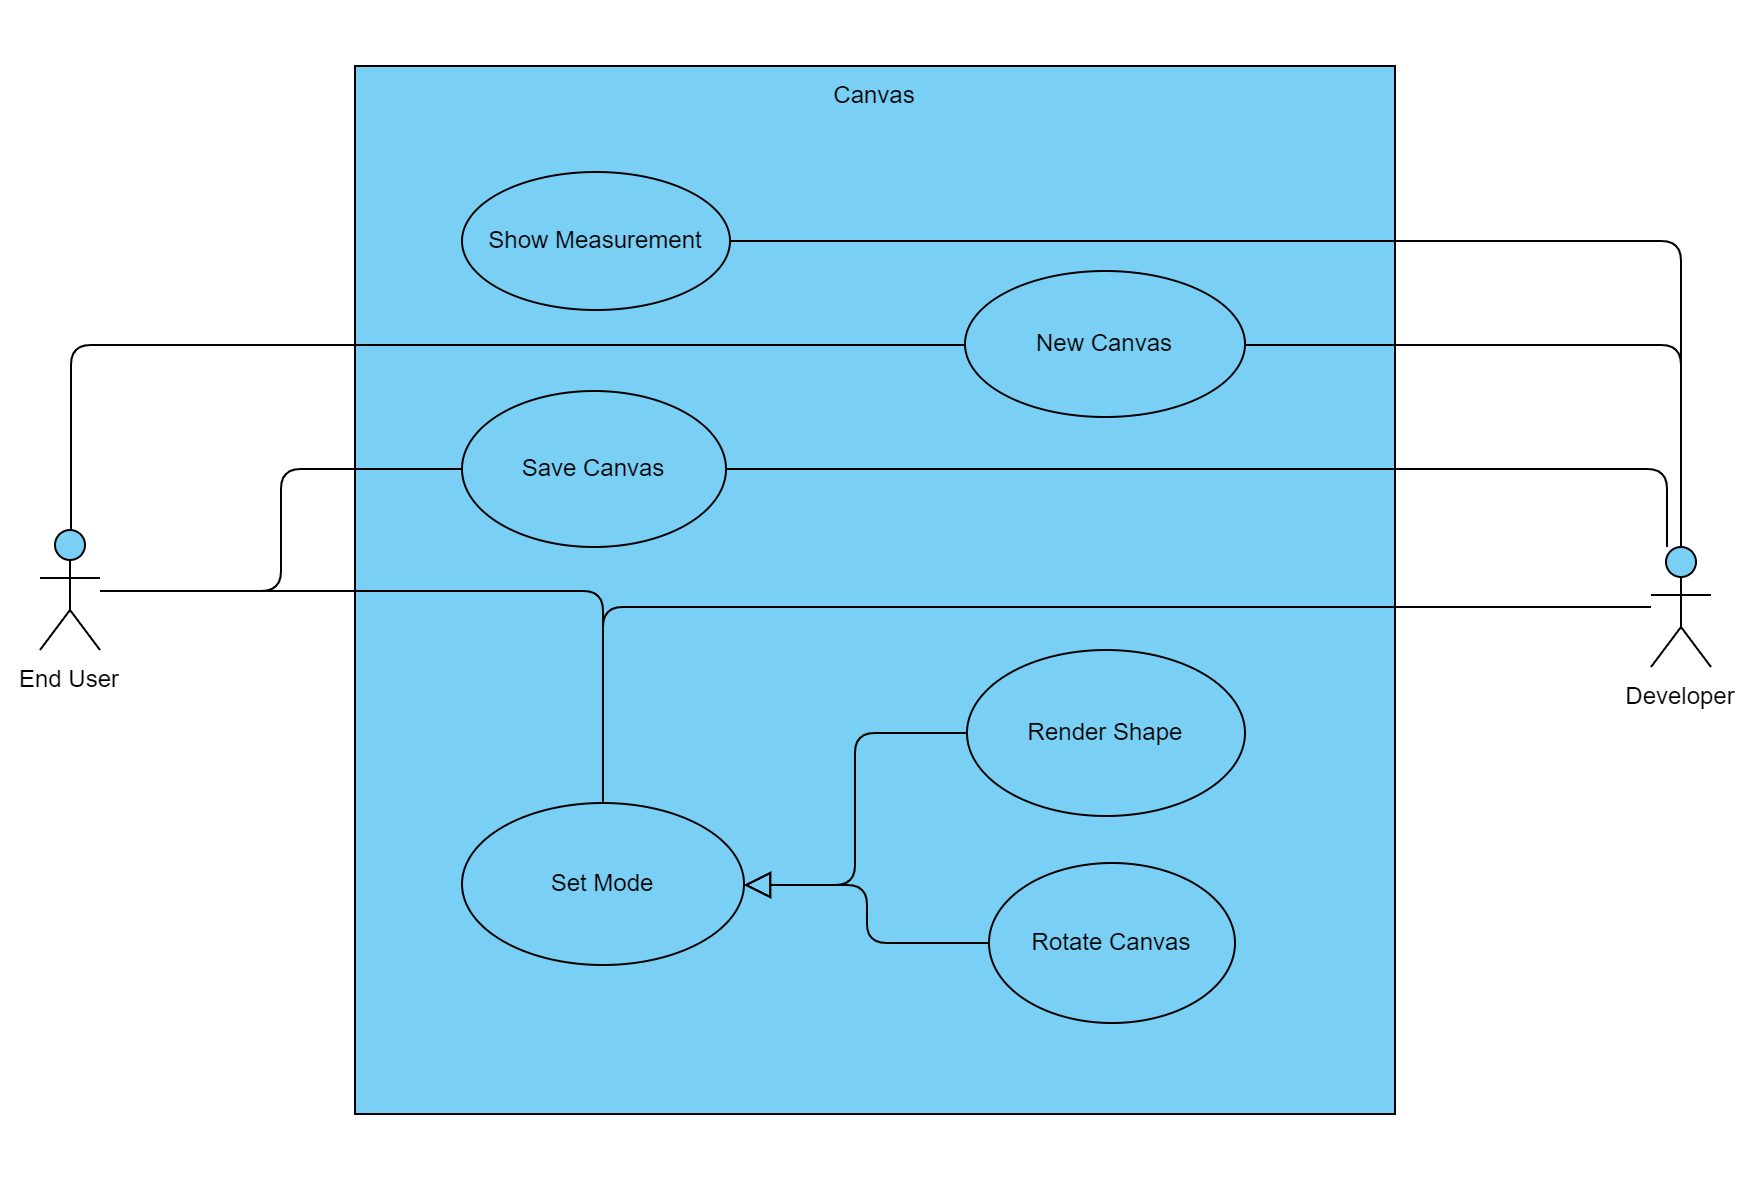 Canvas
Show Measurement
New Canvas
Save Canvas
End User
Developer
Render Shape
Set Mode
Rotate Canvas